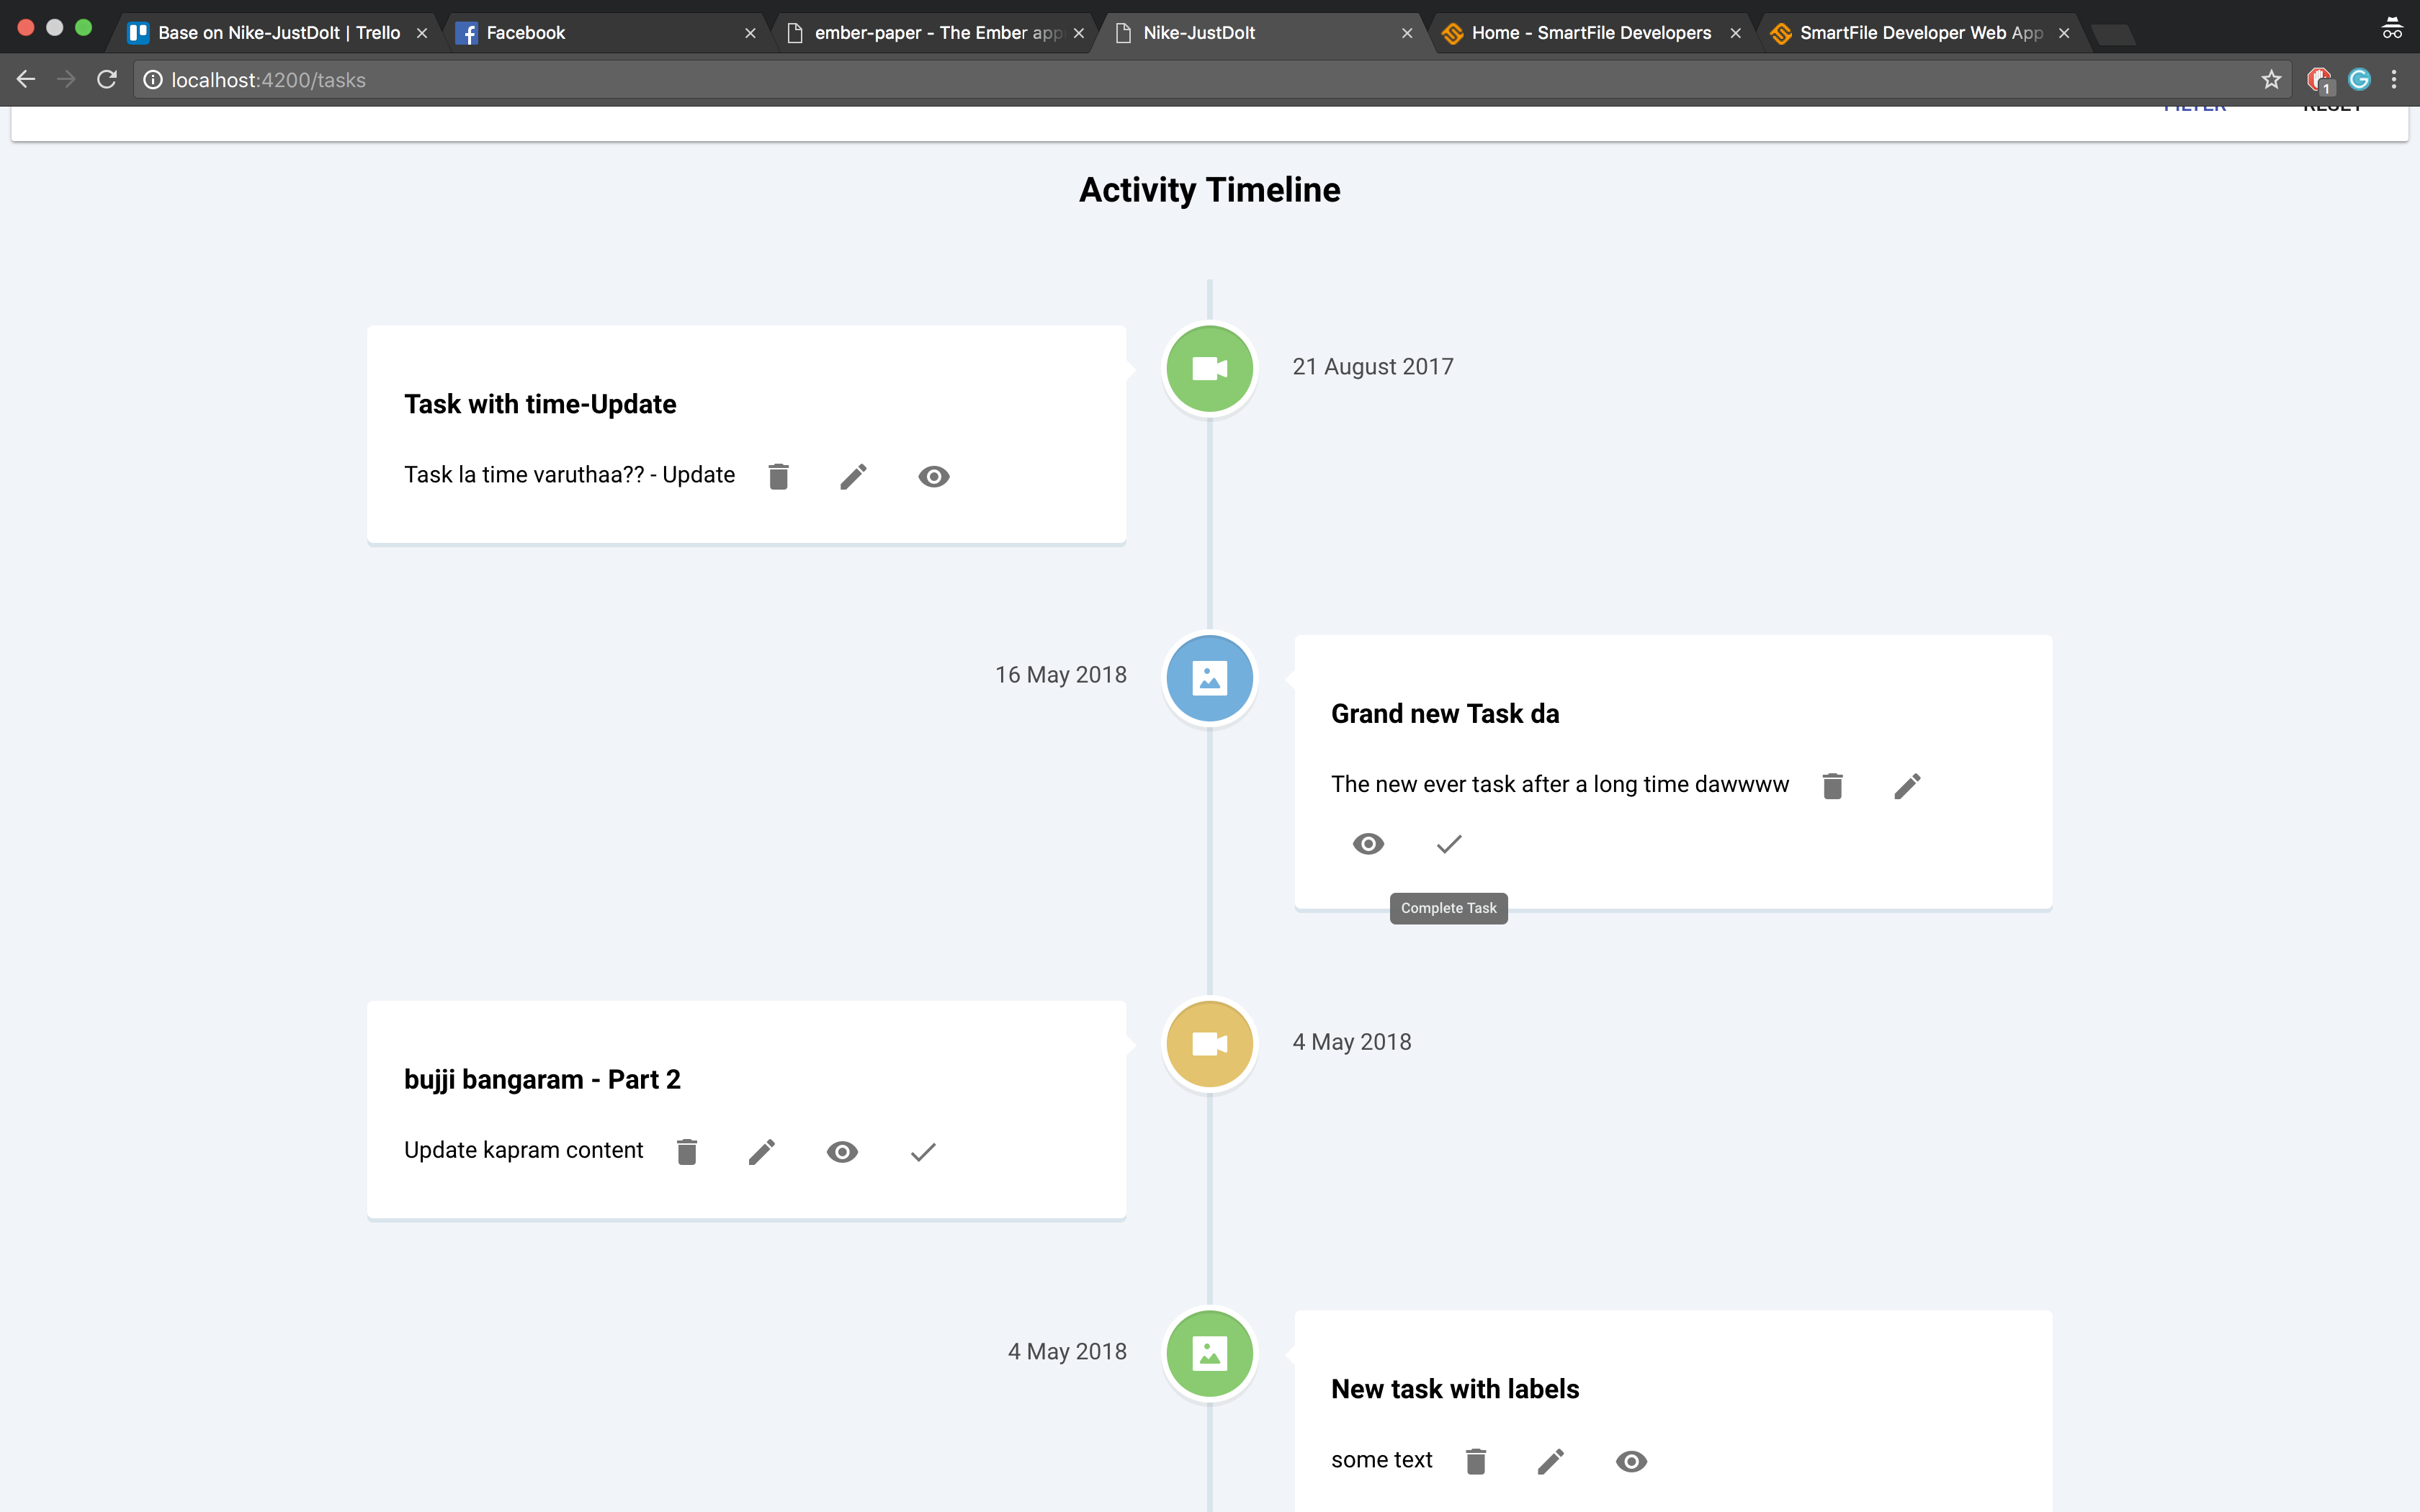 Base on Nike-JustDoIt | Trello
Facebook
ember-paper - The Ember app
Nike-JustDoIt
Home - SmartFile Developers
SmartFile Developer Web App
localhost:4200/tasks
1
FILTER
RESET
Activity Timeline
21 August 2017
Task with time-Update
Task la time varuthaa?? - Update
16 May 2018
Grand new Task da
The new ever task after a long time dawwww
Complete Task
4 May 2018
bujji bangaram - Part 2
Update kapram content
4 May 2018
New task with labels
some text